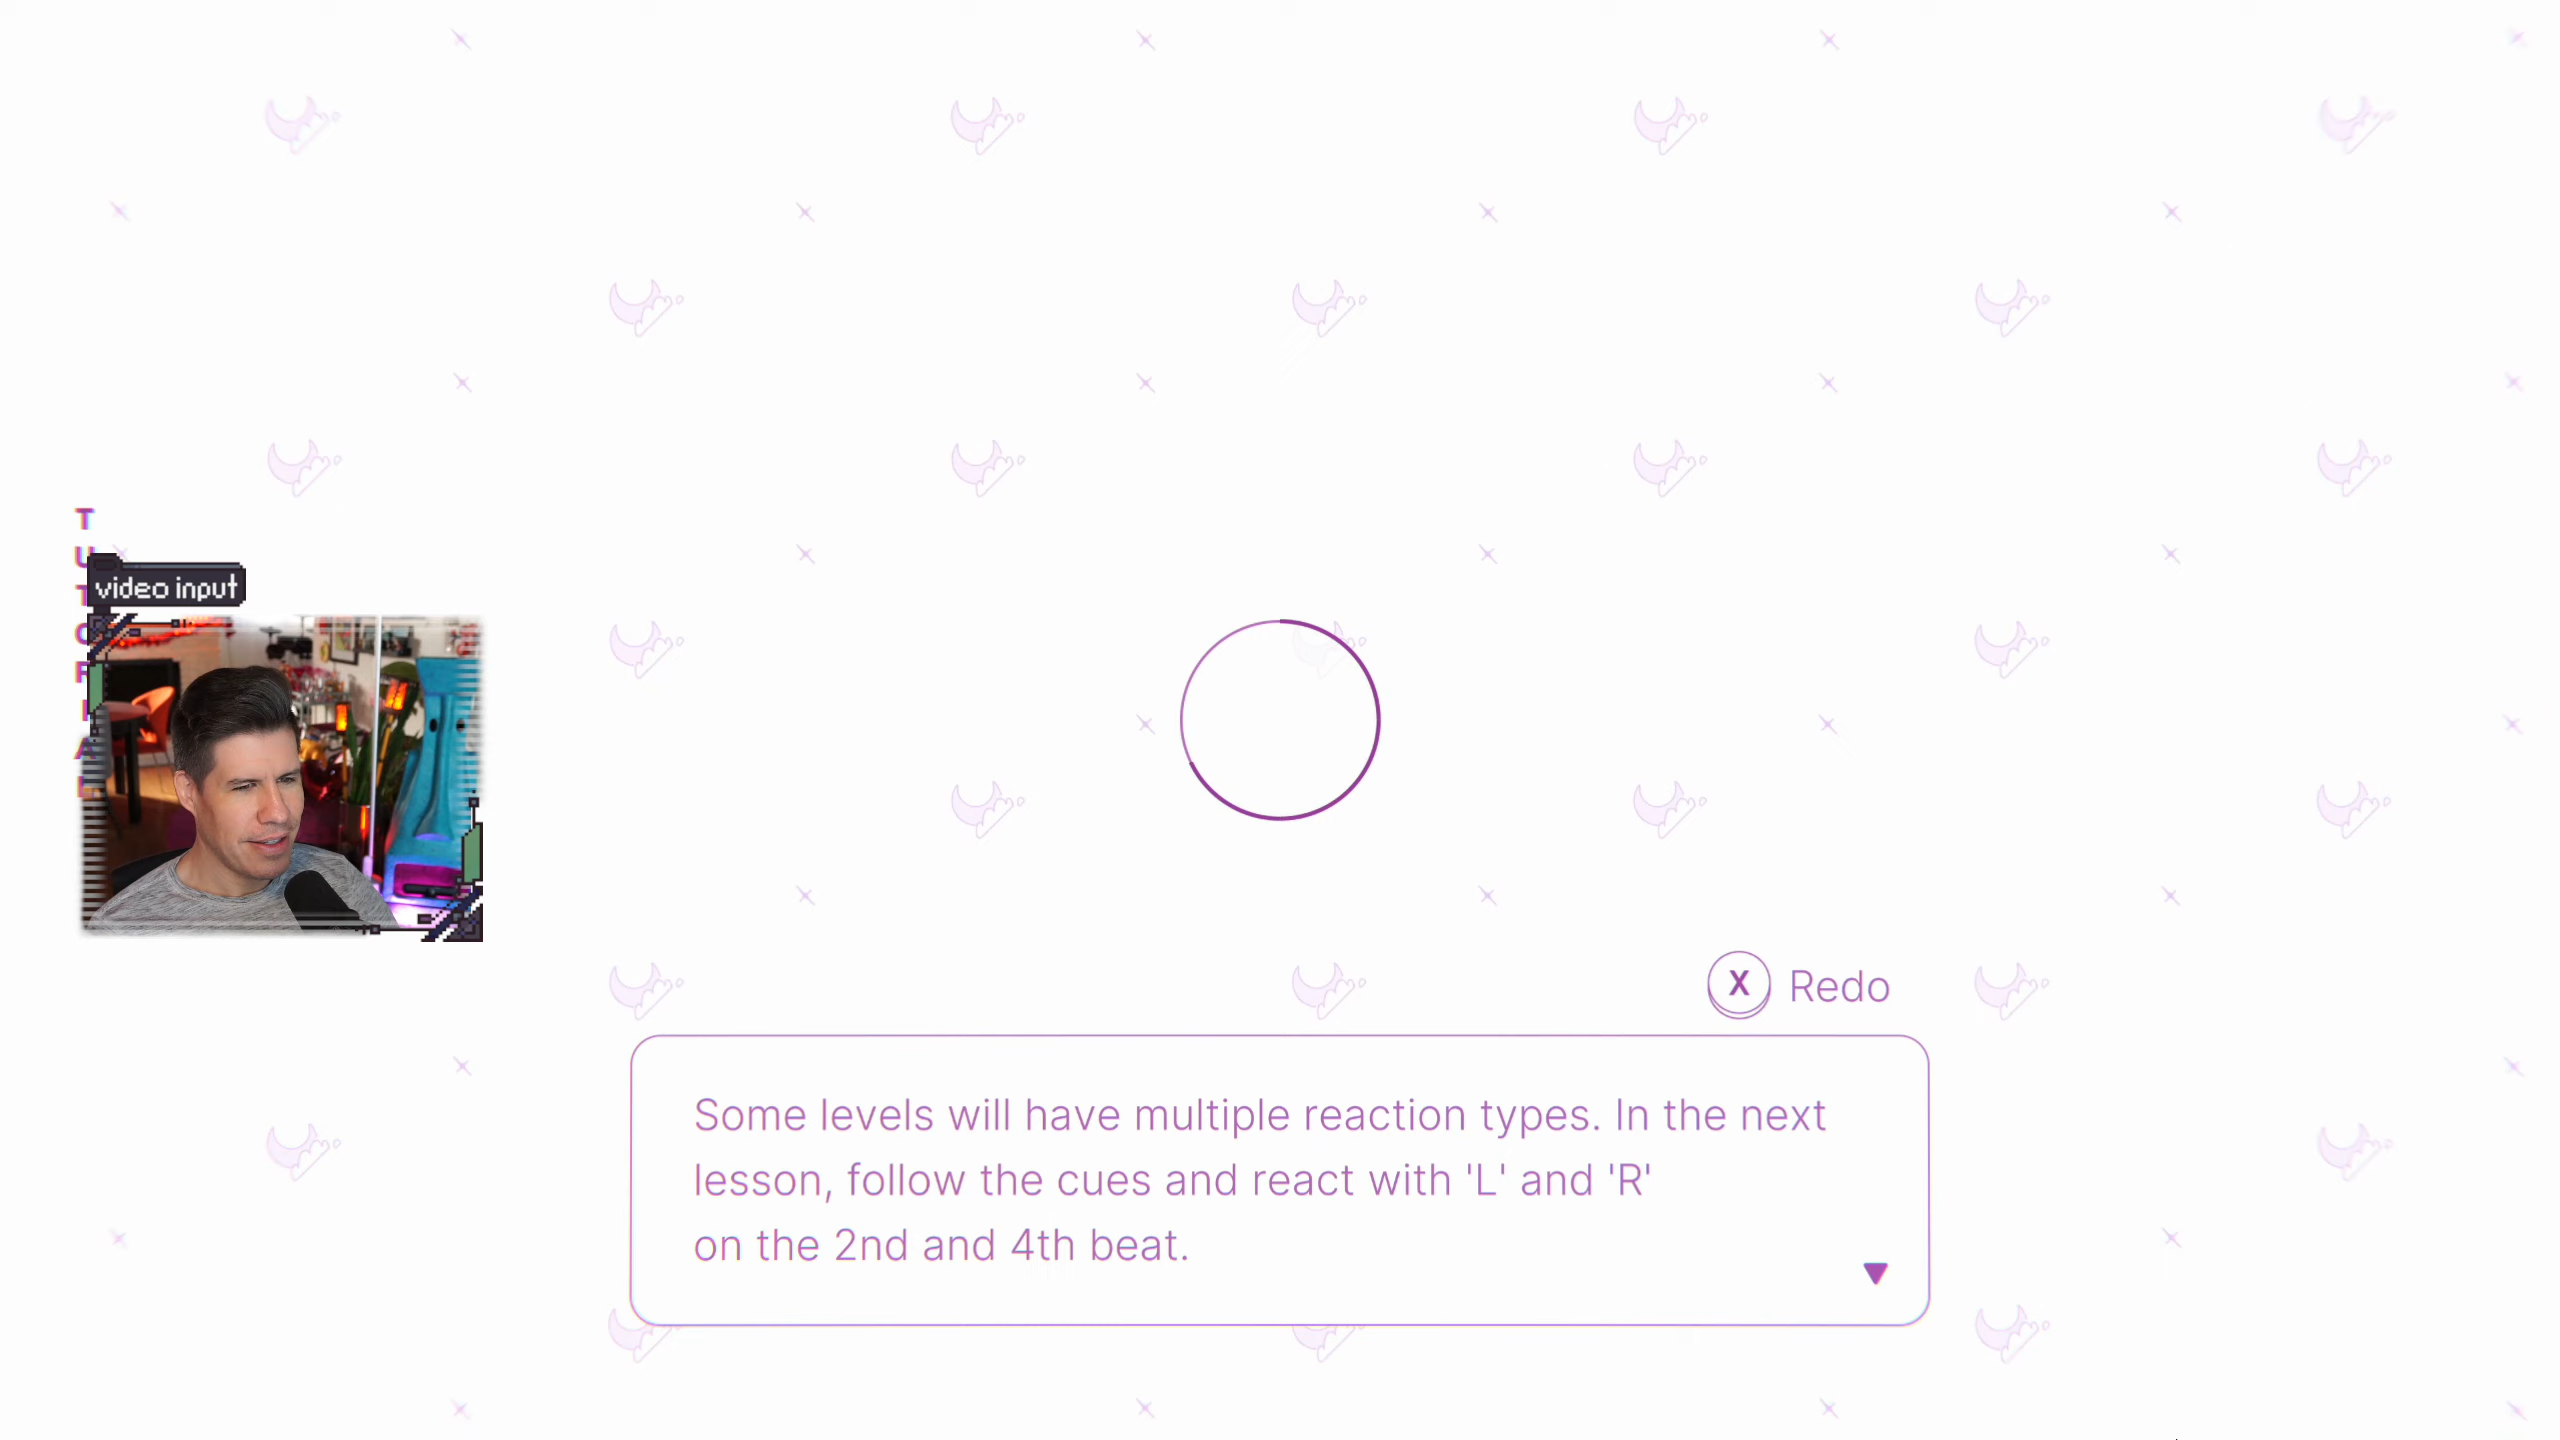 TUTORIAL
video input
X Redo
Some levels will have multiple reaction types. In the next
lesson, follow the cues and react with 'L' and 'R'
on the 2nd and 4th beat.